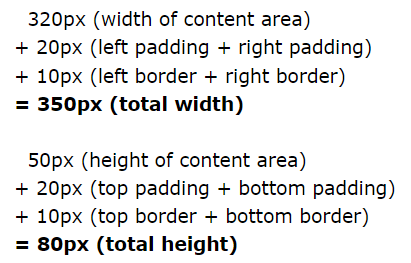 320px (width of content area)
+ 20px (left padding + right padding)
+ 10px (left border + right border)
= 350px (total width)
50px (height of content area)
+ 20px (top padding + bottom padding)
+ 10px (top border + bottom border)
= 80px (total height)